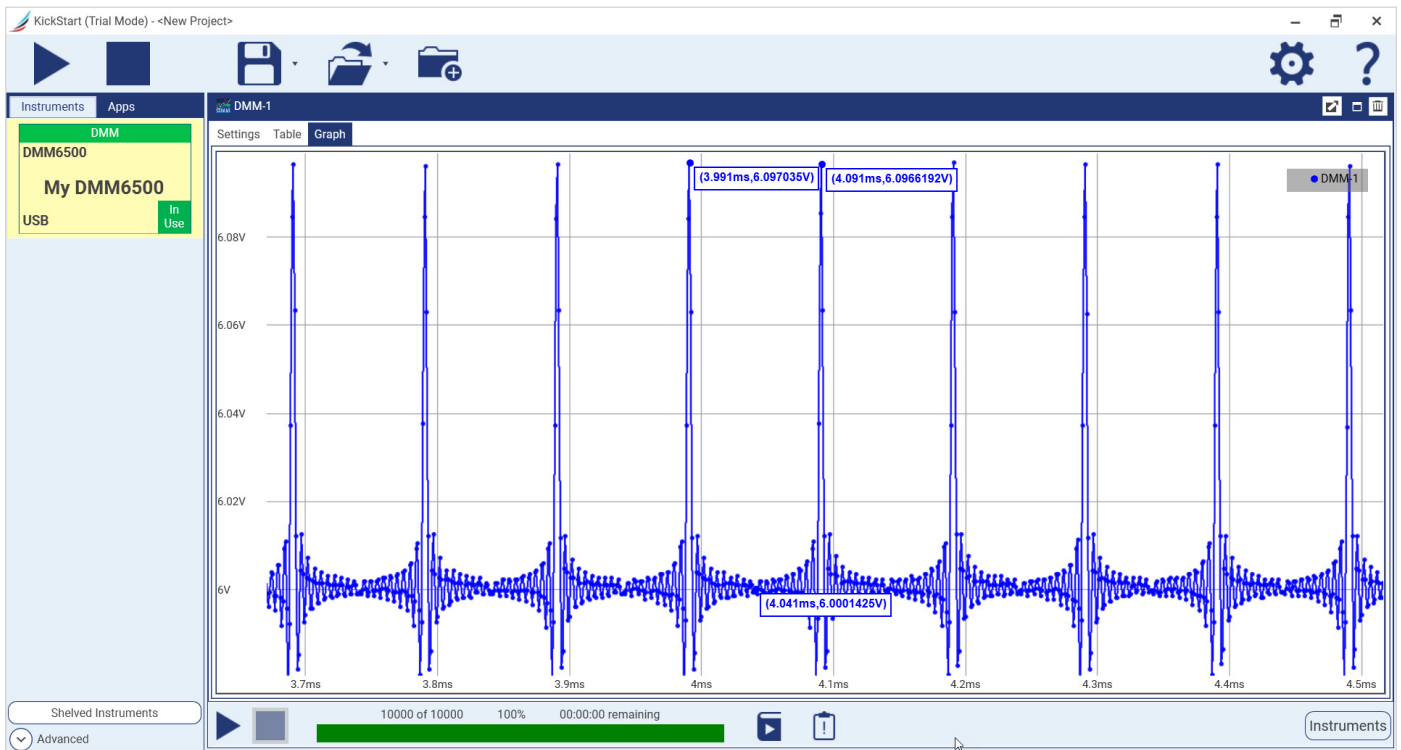 KickStart (Trial Mode) - <New Project>
Instruments Apps
DMM-1
DMM
DMM6500
My DMM6500
USB
In
Use
Settings Table Graph
(3.991ms,6.097035V) (4.091ms,6.0966192V)
DMM-1
6.08V
6.06V
6.04V
6.02V
6V
(4.041ms,6.0001425V)
3.7ms 3.8ms 3.9ms 4ms 4.1ms 4.2ms 4.3ms 4.4ms 4.5ms
Shelved Instruments
Advanced
10000 of 10000 100% 00:00:00 remaining
Instruments